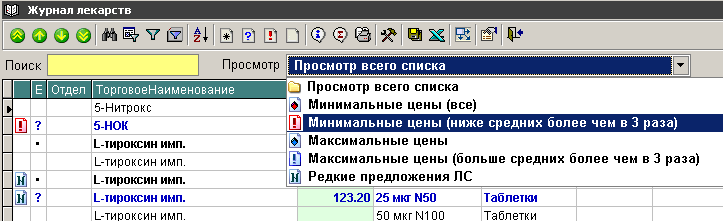 Журнал лекарств
Поиск Просмотр Просмотр всего списка
Е Отдел ТорговоеНаименование Просмотр всего списка
5-Нитрокс Минимальные цены (все)
? 5-НОК Минимальные цены (ниже средних более чем в 3 раза)
L-тироксин имп. Максимальные цены
L-тироксин имп. Максимальные цены (больше средних более чем в 3 раза)
L-тироксин имп. Редкие предложения ЛС
? L-тироксин имп. 123.20 25 мкг N50 Таблетки
L-тироксин имп. 50 мкг N100 Таблетки